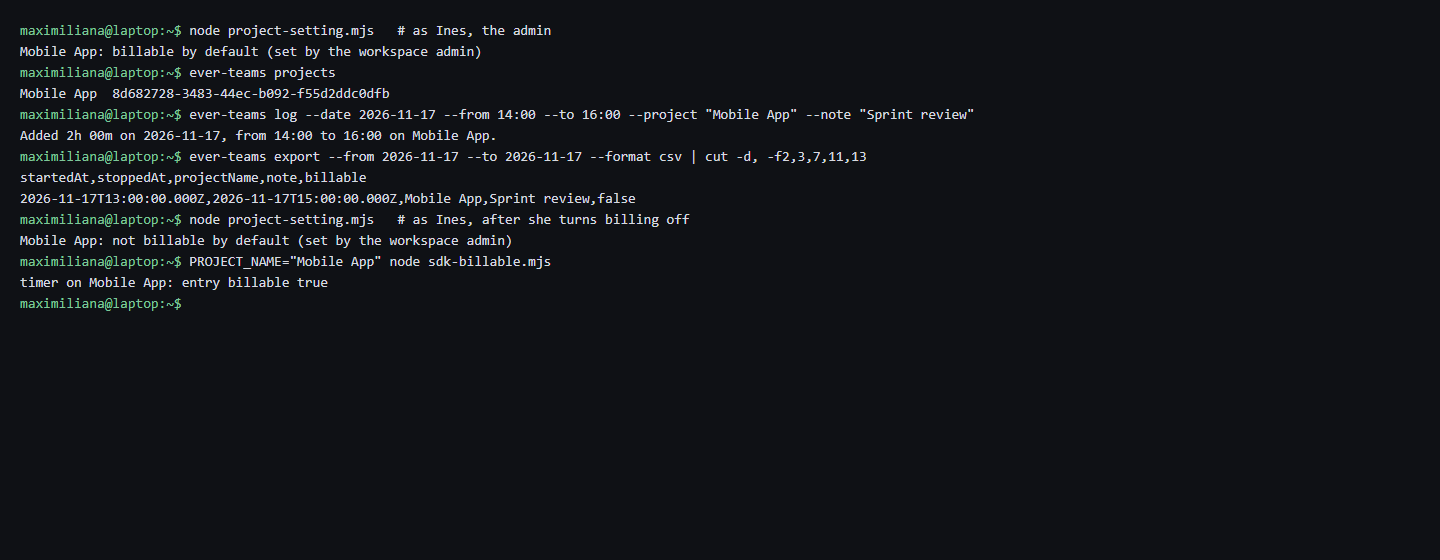 maximiliana@laptop:~$ node project-setting.mjs   # as Ines, the admin
Mobile App: billable by default (set by the workspace admin)
maximiliana@laptop:~$ ever-teams projects
Mobile App  8d682728-3483-44ec-b092-f55d2ddc0dfb
maximiliana@laptop:~$ ever-teams log --date 2026-11-17 --from 14:00 --to 16:00 --project "Mobile App" --note "Sprint review"
Added 2h 00m on 2026-11-17, from 14:00 to 16:00 on Mobile App.
maximiliana@laptop:~$ ever-teams export --from 2026-11-17 --to 2026-11-17 --format csv | cut -d, -f2,3,7,11,13
startedAt,stoppedAt,projectName,note,billable
2026-11-17T13:00:00.000Z,2026-11-17T15:00:00.000Z,Mobile App,Sprint review,false
maximiliana@laptop:~$ node project-setting.mjs   # as Ines, after she turns billing off
Mobile App: not billable by default (set by the workspace admin)
maximiliana@laptop:~$ PROJECT_NAME="Mobile App" node sdk-billable.mjs
timer on Mobile App: entry billable true
maximiliana@laptop:~$